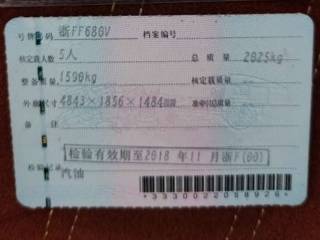 号牌号码 浙FF680V 档案编号
核定载人数 5人 总质量 2025kg
整备质量 1590kg 核定载质量
外廓尺寸 4843×1856×1484 准牵引总质量
备注
检验有效期至2018年11月浙F(00)
检验记录
汽油